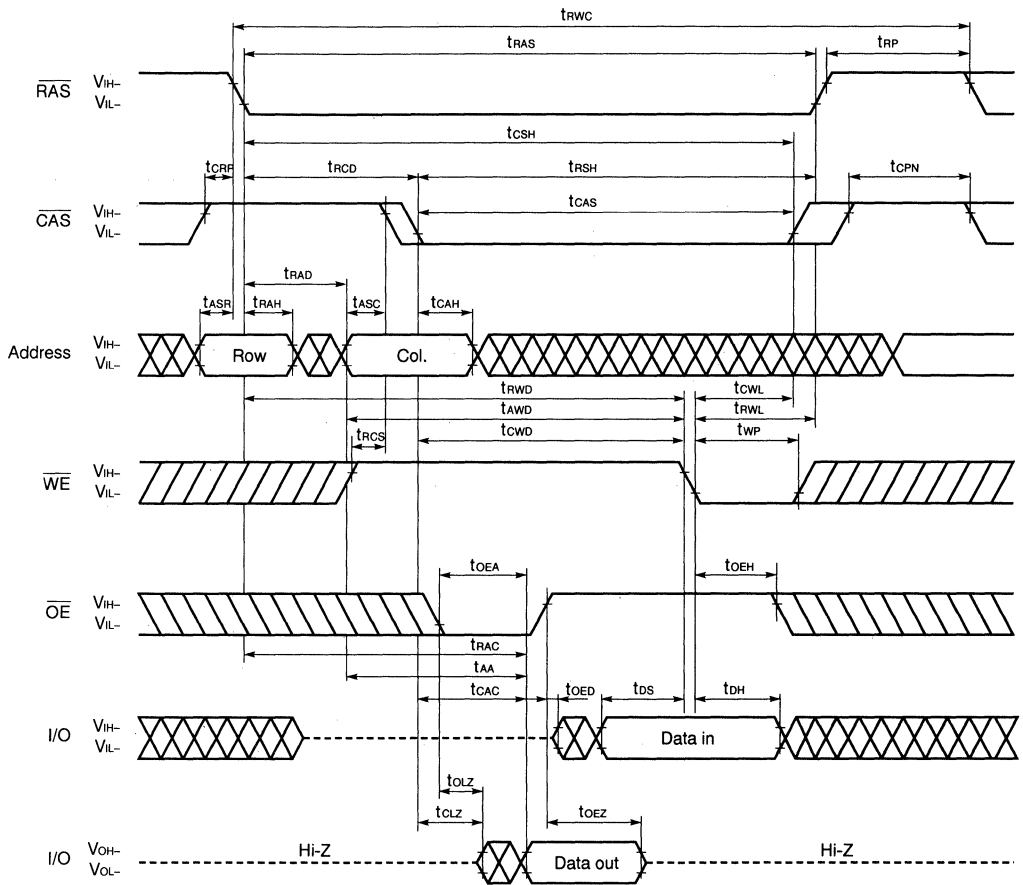 tRWC
tRAS
tRP
RAS
VIH–
VIL–
tCSH
tCRP
tRCD
tRSH
tCPN
CAS
VIH–
VIL–
tCAS
tRAD
tASR
tRAH
tASC
tCAH
Address
VIH–
VIL–
Row
Col.
tRWD
tCWL
tAWD
tRWL
tRCS
tCWD
tWP
WE
VIH–
VIL–
tOEA
tOEH
OE
VIH–
VIL–
tRAC
tAA
tCAC
tOED
tDS
tDH
I/O
VIH–
VIL–
Data in
tOLZ
tCLZ
tOEZ
I/O
VOH–
VOL–
Hi-Z
Data out
Hi-Z